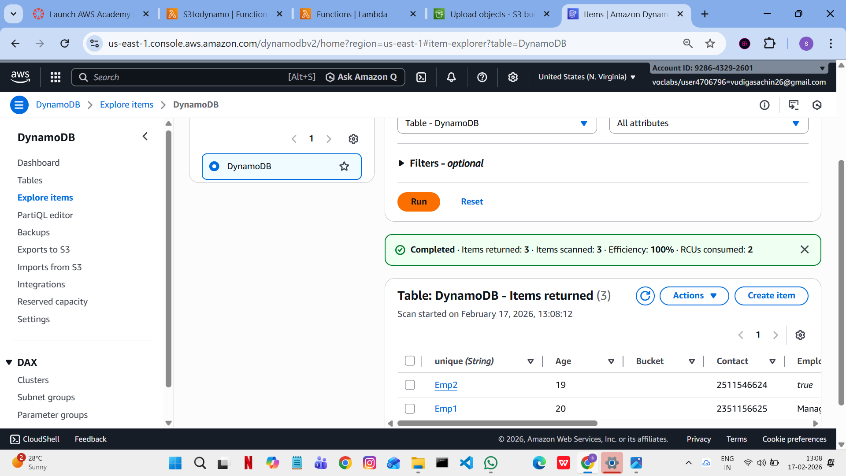 Launch AWS Academy L
S3todynamo | Function
Functions | Lambda
Upload objects - S3 bu
Items | Amazon Dynam
us-east-1.console.aws.amazon.com/dynamodbv2/home?region=us-east-1#item-explorer?table=DynamoDB
S
aws
Search
[Alt+S]
Ask Amazon Q
United States (N. Virginia)
Account ID: 9286-4329-2601
voclabs/user4706796=vudigasachin26@gmail.com
DynamoDB
Explore items
DynamoDB
DynamoDB
Dashboard
Tables
Explore items
PartiQL editor
Backups
Exports to S3
Imports from S3
Integrations
Reserved capacity
Settings
DAX
Clusters
Subnet groups
Parameter groups
1
DynamoDB
Table - DynamoDB
All attributes
Filters - optional
Run
Reset
Completed · Items returned: 3 · Items scanned: 3 · Efficiency: 100% · RCUs consumed: 2
Table: DynamoDB - Items returned (3)
Actions
Create item
Scan started on February 17, 2026, 13:08:12
1
unique (String) Age Bucket Contact Emplo
Emp2 19 2511546624 true
Emp1 20 2351156625 Manag
CloudShell
Feedback
© 2026, Amazon Web Services, Inc. or its affiliates.
Privacy
Terms
Cookie preferences
2
28°C
Sunny
ENG
IN
13:08
17-02-2026